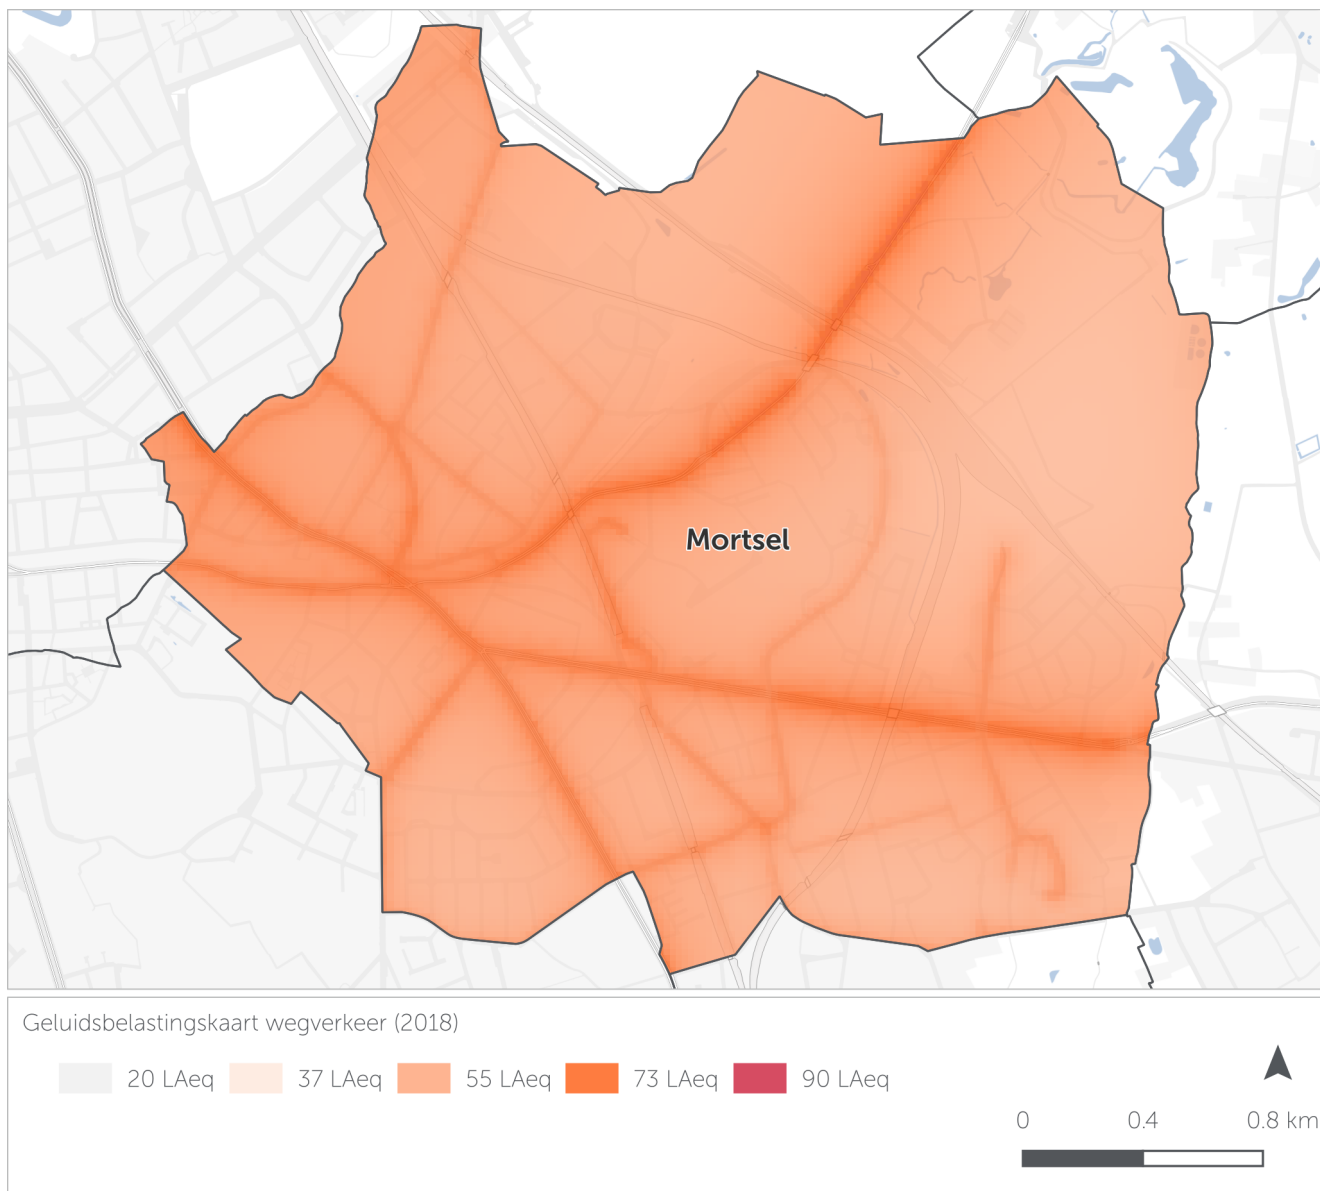 Mortsel
Geluidsbelastingskaart wegverkeer (2018)
20 LAeq 37 LAeq 55 LAeq 73 LAeq 90 LAeq
0 0.4 0.8 km